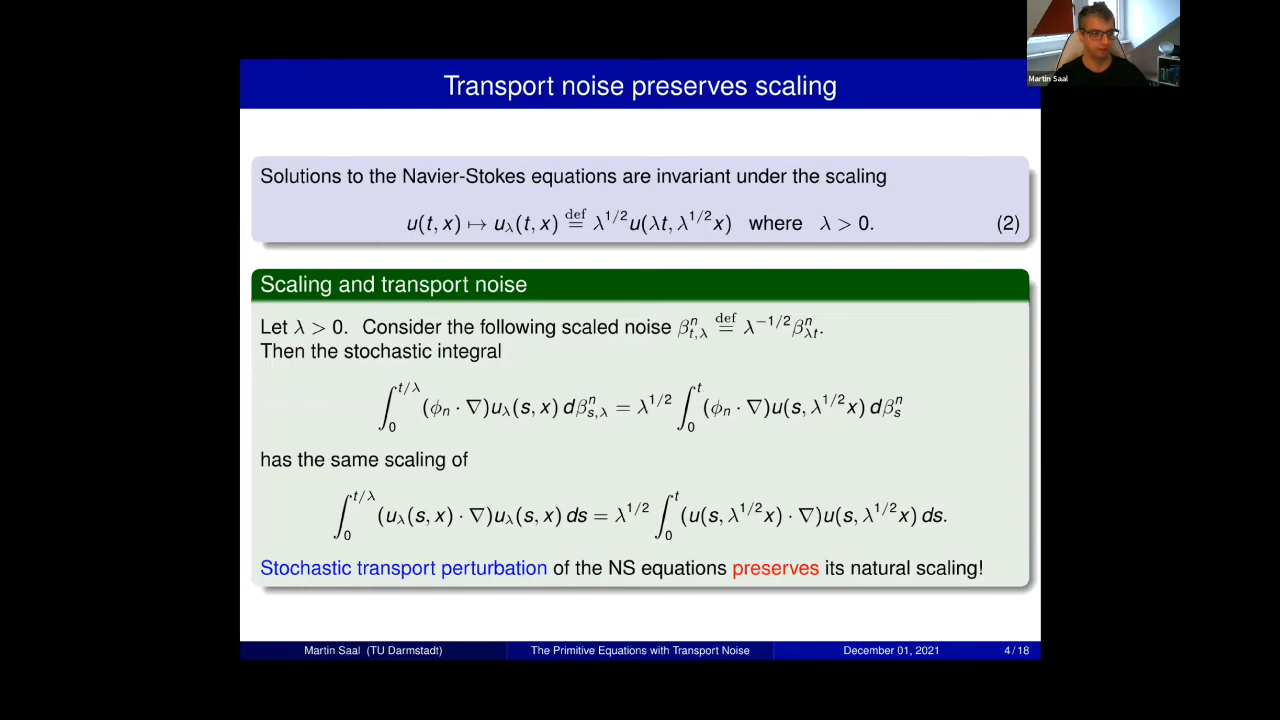 Martin Saal
Transport noise preserves scaling
Solutions to the Navier-Stokes equations are invariant under the scaling
u(t, x) ↦ u_λ(t, x) ≝ λ^{1/2} u(λt, λ^{1/2}x) where λ > 0. (2)
Scaling and transport noise
Let λ > 0. Consider the following scaled noise β^n_{t,λ} ≝ λ^{−1/2} β^n_{λt}.
Then the stochastic integral
∫_0^{t/λ} (ϕ_n · ∇)u_λ(s, x) dβ^n_{s,λ} = λ^{1/2} ∫_0^t (ϕ_n · ∇)u(s, λ^{1/2}x) dβ^n_s
has the same scaling of
∫_0^{t/λ} (u_λ(s, x) · ∇)u_λ(s, x) ds = λ^{1/2} ∫_0^t (u(s, λ^{1/2}x) · ∇)u(s, λ^{1/2}x) ds.
Stochastic transport perturbation of the NS equations preserves its natural scaling!
Martin Saal (TU Darmstadt) The Primitive Equations with Transport Noise December 01, 2021 4 / 18